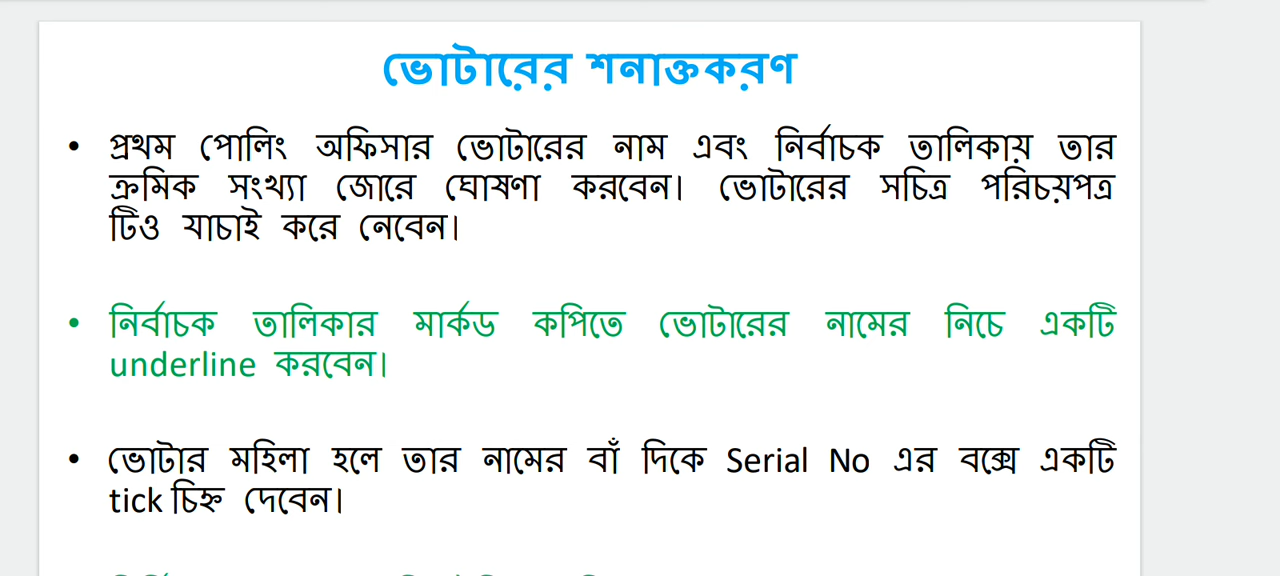 ভোটারের শনাক্তকরণ
• প্রথম পোলিং অফিসার ভোটারের নাম এবং নির্বাচক তালিকায় তার
ক্রমিক সংখ্যা জোরে ঘোষণা করবেন। ভোটারের সচিত্র পরিচয়পত্র
টিও যাচাই করে নেবেন।
• নির্বাচক তালিকার মার্কড কপিতে ভোটারের নামের নিচে একটি
underline করবেন।
• ভোটার মহিলা হলে তার নামের বাঁ দিকে Serial No এর বক্সে একটি
tick চিহ্ন দেবেন।